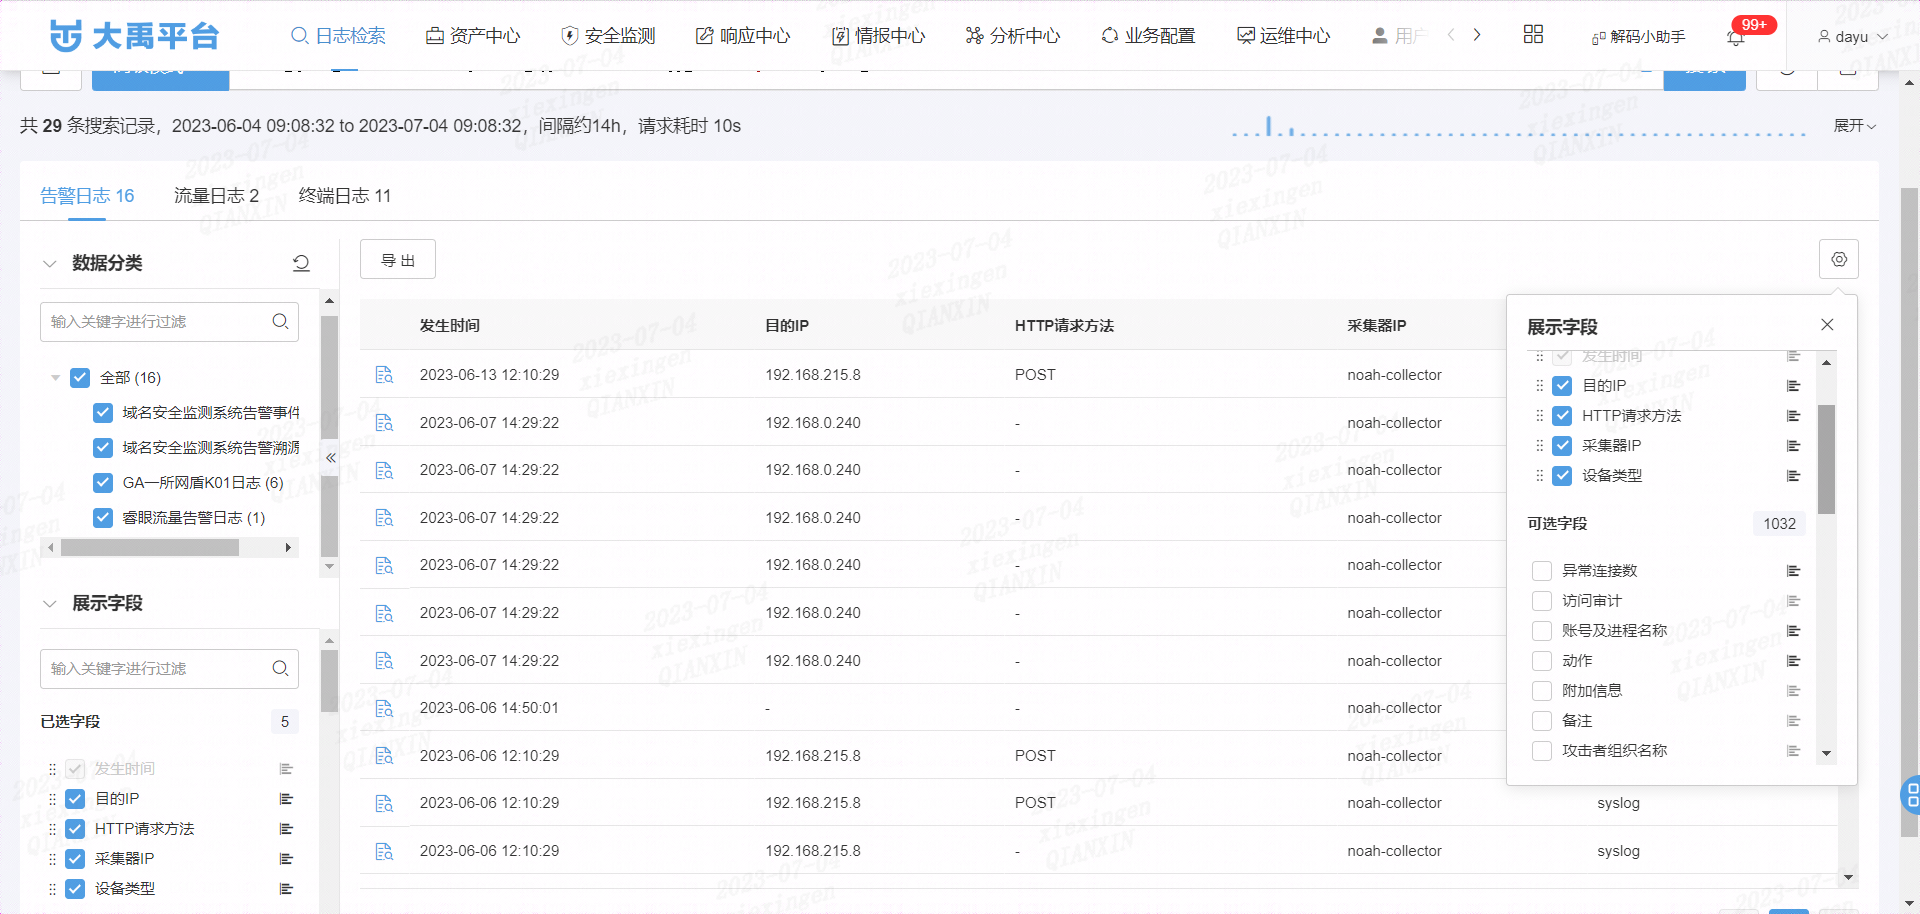 大禹平台
日志检索 资产中心 安全监测 响应中心 情报中心 分析中心 业务配置 运维中心 用户 解码小助手 99+ dayu
共 29 条搜索记录，2023-06-04 09:08:32 to 2023-07-04 09:08:32，间隔约14h，请求耗时 10s
展开
告警日志 16 流量日志 2 终端日志 11
数据分类
输入关键字进行过滤
全部 (16)
域名安全监测系统告警事件
域名安全监测系统告警溯源
GA一所网盾K01日志 (6)
睿眼流量告警日志 (1)
展示字段
输入关键字进行过滤
已选字段 5
发生时间
目的IP
HTTP请求方法
采集器IP
设备类型
导 出
发生时间 目的IP HTTP请求方法 采集器IP
2023-06-13 12:10:29 192.168.215.8 POST noah-collector
2023-06-07 14:29:22 192.168.0.240 - noah-collector
2023-06-07 14:29:22 192.168.0.240 - noah-collector
2023-06-07 14:29:22 192.168.0.240 - noah-collector
2023-06-07 14:29:22 192.168.0.240 - noah-collector
2023-06-07 14:29:22 192.168.0.240 - noah-collector
2023-06-07 14:29:22 192.168.0.240 - noah-collector
2023-06-06 14:50:01 - - noah-collector
2023-06-06 12:10:29 192.168.215.8 POST noah-collector
2023-06-06 12:10:29 192.168.215.8 POST noah-collector syslog
2023-06-06 12:10:29 192.168.215.8 - noah-collector syslog
展示字段
发生时间
目的IP
HTTP请求方法
采集器IP
设备类型
可选字段 1032
异常连接数
访问审计
账号及进程名称
动作
附加信息
备注
攻击者组织名称
2023-07-04
xiexingen
QIANXIN